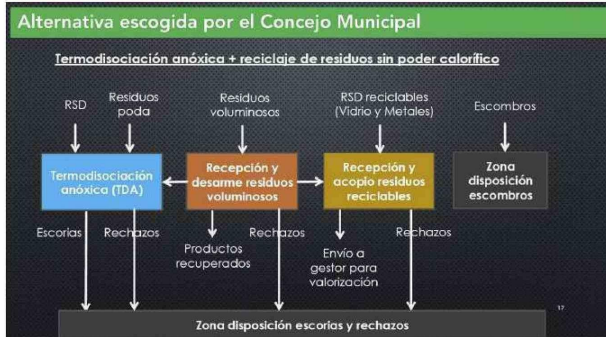 Alternativa escogida por el Concejo Municipal
Termodisociación anóxica + reciclaje de residuos sin poder calorífico
RSD
Residuos
poda
Residuos
voluminosos
RSD reciclables
(Vidrio y Metales)
Escombros
Termodisociación
anóxica (TDA)
Recepción y
desarme residuos
voluminosos
Recepción y
acopio residuos
reciclables
Zona
disposición
escombros
Escorias
Rechazos
Productos
recuperados
Rechazos
Envío a
gestor para
valorización
Rechazos
17
Zona disposición escorias y rechazos